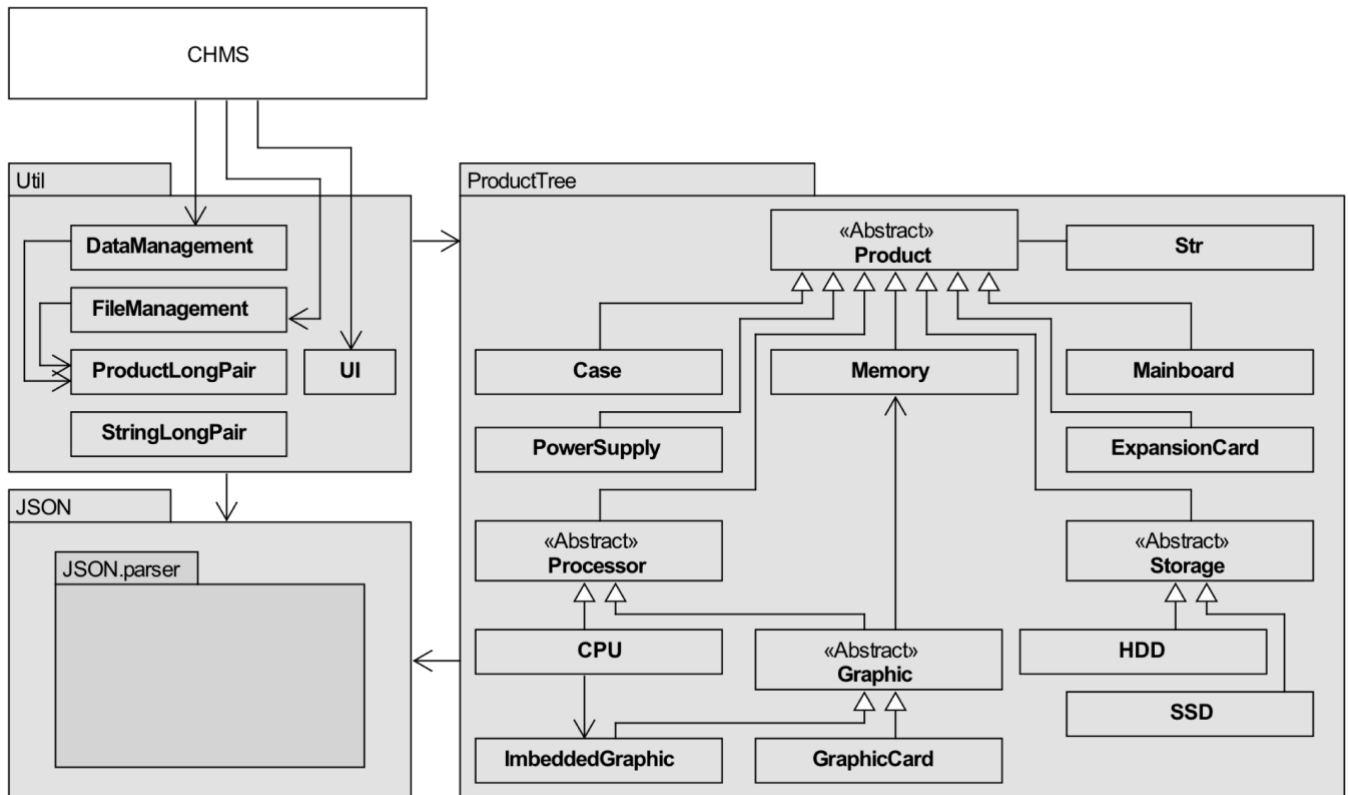 CHMS
Util
DataManagement
FileManagement
ProductLongPair
UI
StringLongPair
JSON
JSON.parser
ProductTree
«Abstract»
Product
Str
Case
Memory
Mainboard
PowerSupply
ExpansionCard
«Abstract»
Processor
«Abstract»
Storage
CPU
«Abstract»
Graphic
HDD
SSD
ImbeddedGraphic
GraphicCard